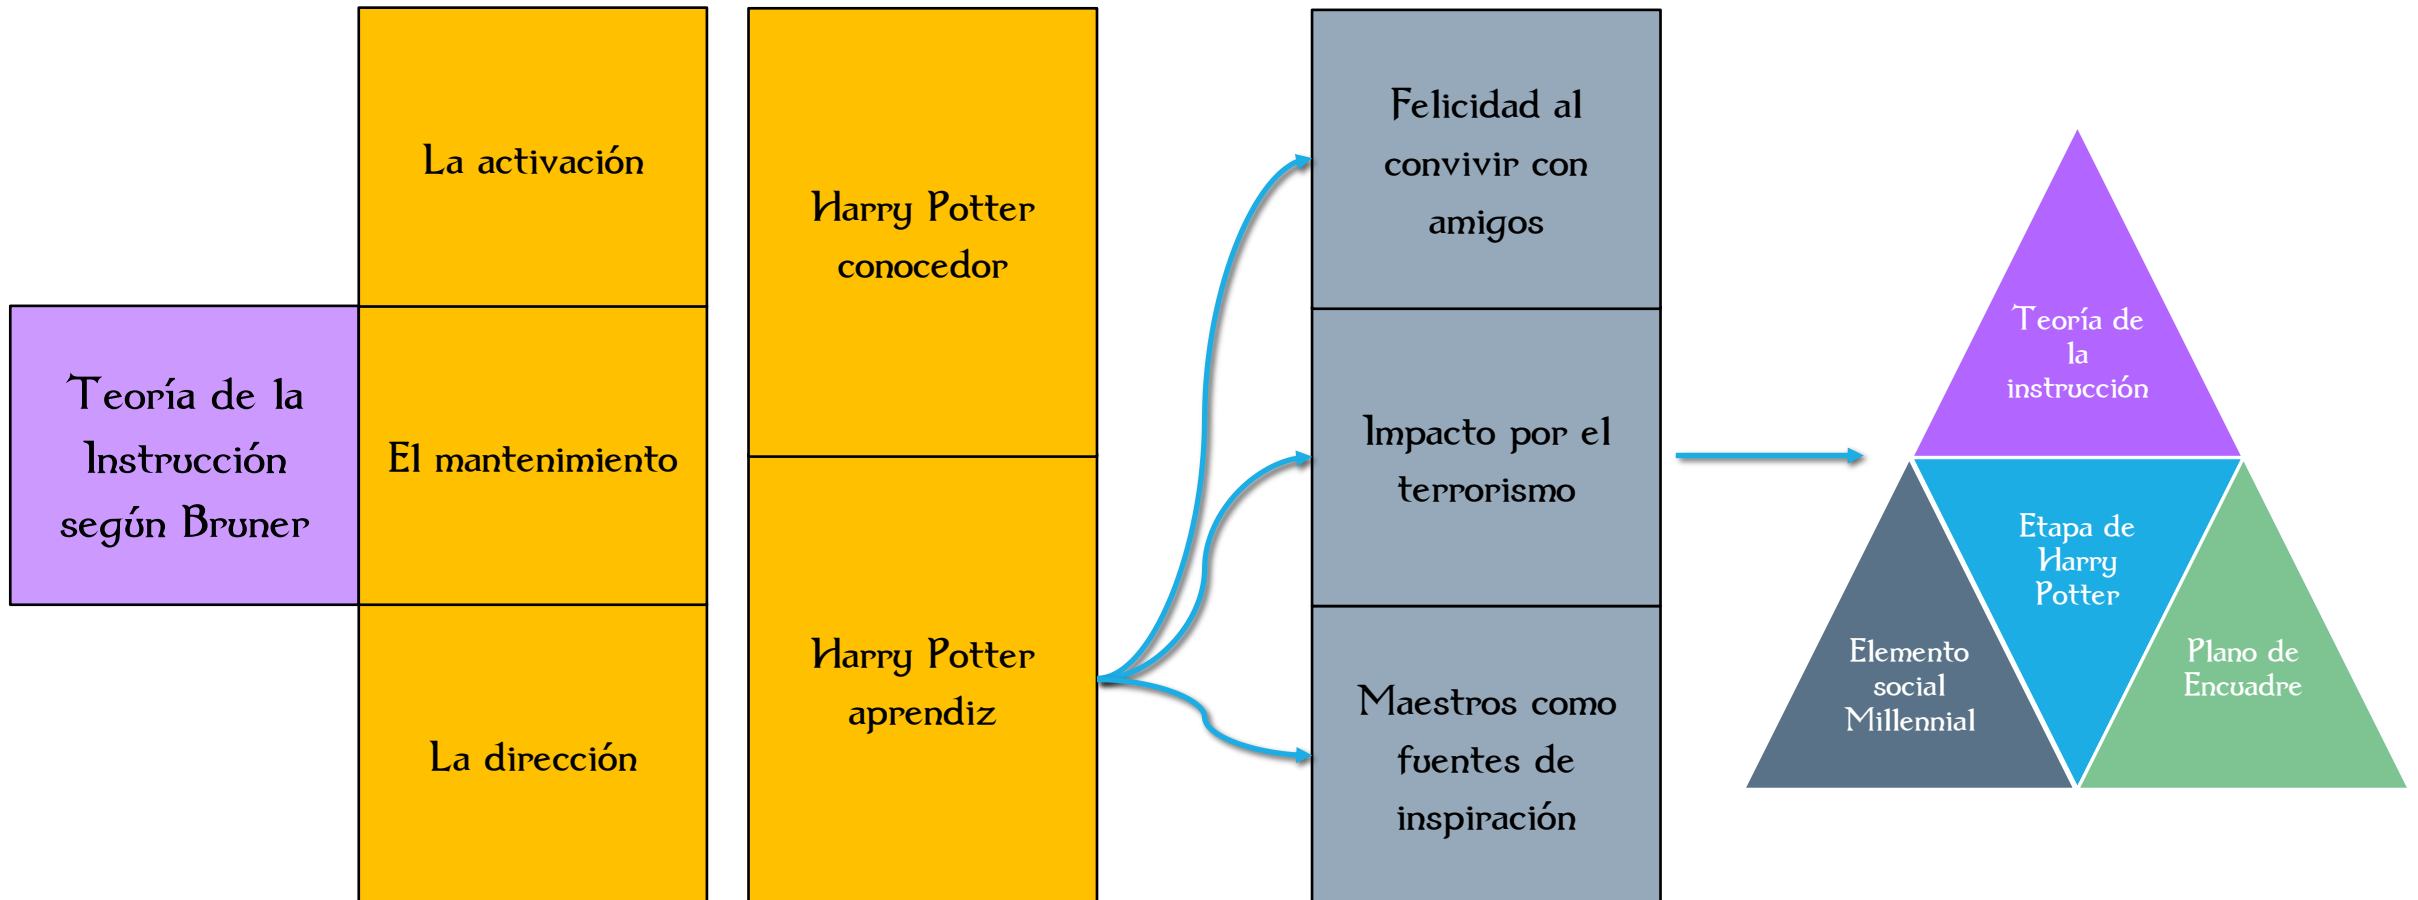 Teoría de la
Instrucción
según Bruner
La activación
El mantenimiento
La dirección
Harry Potter
conocedor
Harry Potter
aprendiz
Felicidad al
convivir con
amigos
Impacto por el
terrorismo
Maestros como
fuentes de
inspiración
Teoría de
la
instrucción
Elemento
social
Millennial
Etapa de
Harry
Potter
Plano de
Encuadre